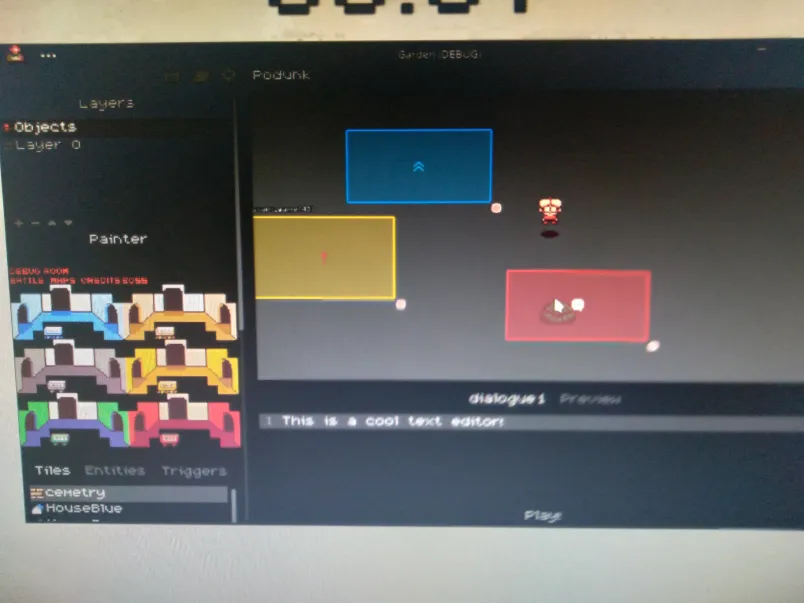 Garden (DEBUG)
Podunk
Layers
Objects
Layer 0
Painter
DEBUG ROOM
BATTLE MAPS CREDITS BOSS
dialogue1 Preview
1 This is a cool text editor!
Tiles Entities Triggers
cemetry
HouseBlue
Play!